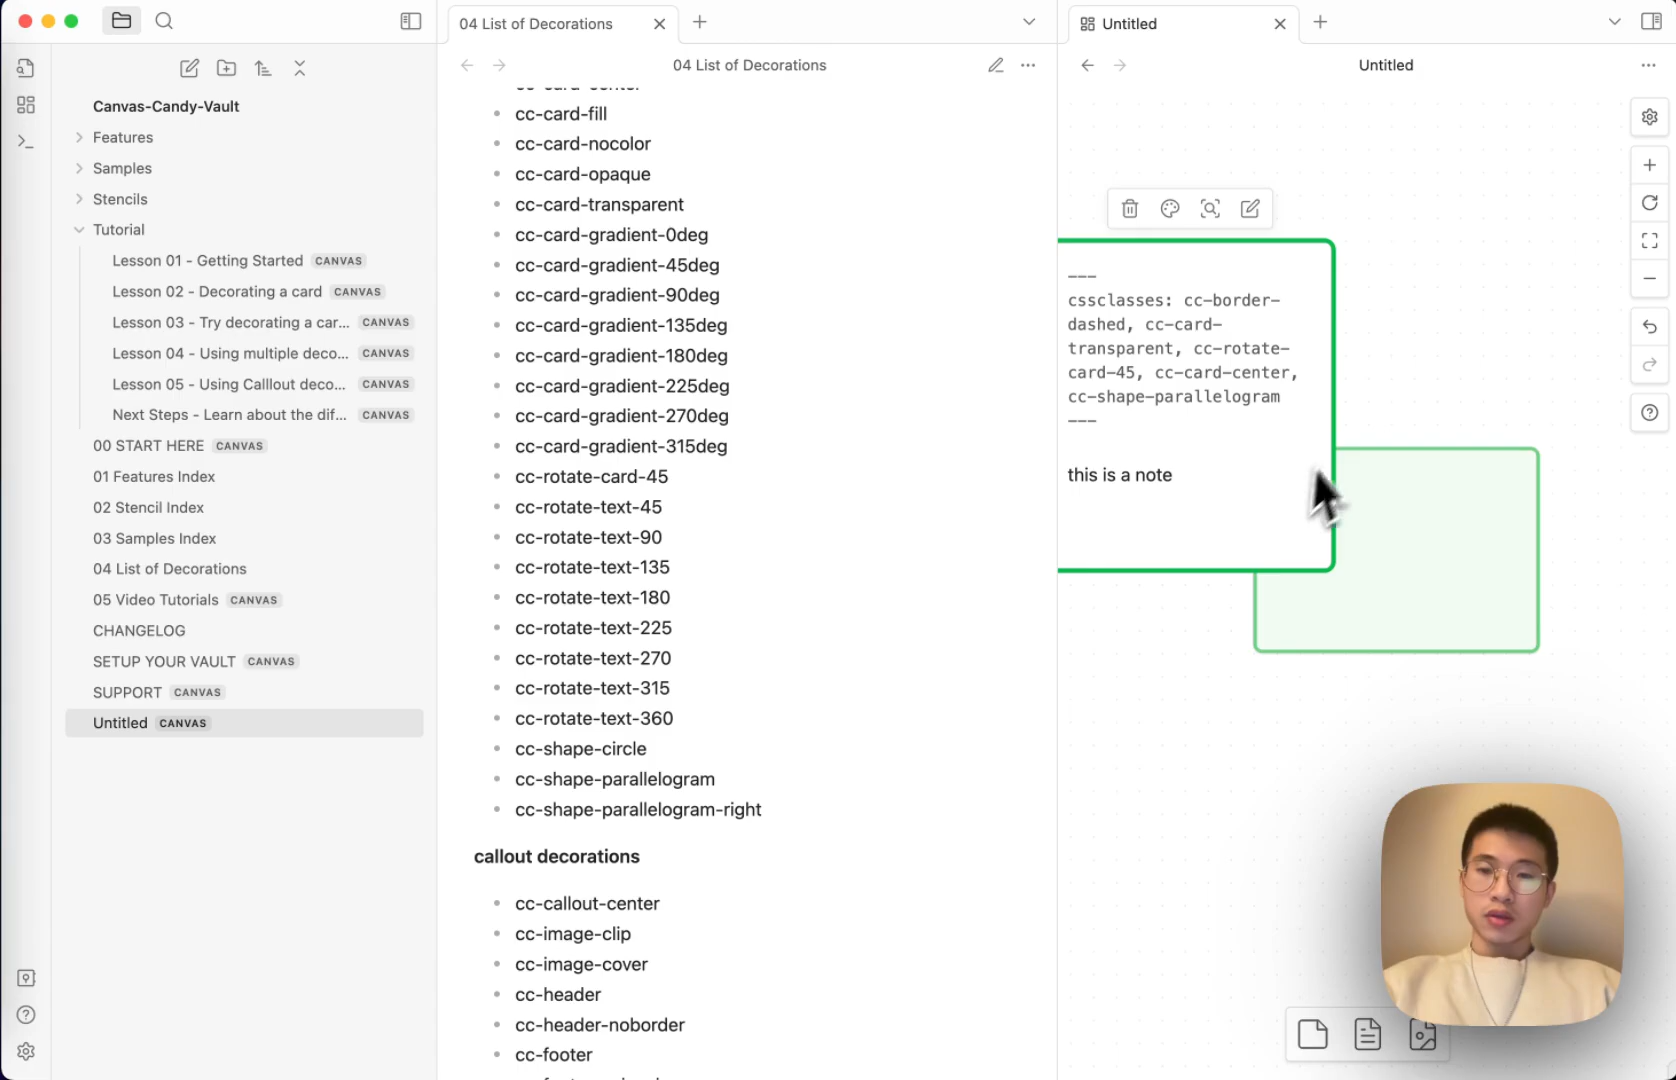 04 List of Decorations
Untitled
04 List of Decorations
Untitled
Canvas-Candy-Vault
Features
Samples
Stencils
Tutorial
Lesson 01 - Getting Started CANVAS
Lesson 02 - Decorating a card CANVAS
Lesson 03 - Try decorating a car... CANVAS
Lesson 04 - Using multiple deco... CANVAS
Lesson 05 - Using Calllout deco... CANVAS
Next Steps - Learn about the dif... CANVAS
00 START HERE CANVAS
01 Features Index
02 Stencil Index
03 Samples Index
04 List of Decorations
05 Video Tutorials CANVAS
CHANGELOG
SETUP YOUR VAULT CANVAS
SUPPORT CANVAS
Untitled CANVAS
cc-card-center
cc-card-fill
cc-card-nocolor
cc-card-opaque
cc-card-transparent
cc-card-gradient-0deg
cc-card-gradient-45deg
cc-card-gradient-90deg
cc-card-gradient-135deg
cc-card-gradient-180deg
cc-card-gradient-225deg
cc-card-gradient-270deg
cc-card-gradient-315deg
cc-rotate-card-45
cc-rotate-text-45
cc-rotate-text-90
cc-rotate-text-135
cc-rotate-text-180
cc-rotate-text-225
cc-rotate-text-270
cc-rotate-text-315
cc-rotate-text-360
cc-shape-circle
cc-shape-parallelogram
cc-shape-parallelogram-right
callout decorations
cc-callout-center
cc-image-clip
cc-image-cover
cc-header
cc-header-noborder
cc-footer
---
cssclasses: cc-border-
dashed, cc-card-
transparent, cc-rotate-
card-45, cc-card-center,
cc-shape-parallelogram
---
this is a note